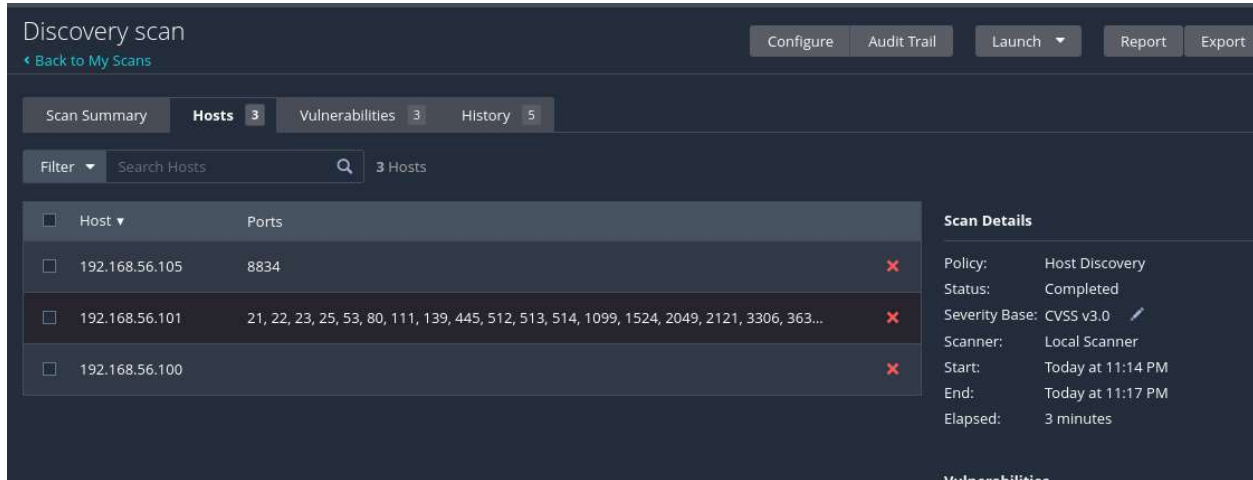 Discovery scan
Back to My Scans
Configure Audit Trail Launch Report Export
Scan Summary Hosts 3 Vulnerabilities 3 History 5
Filter Search Hosts 3 Hosts
Host Ports
192.168.56.105 8834
192.168.56.101 21, 22, 23, 25, 53, 80, 111, 139, 445, 512, 513, 514, 1099, 1524, 2049, 2121, 3306, 363...
192.168.56.100
Scan Details
Policy: Host Discovery
Status: Completed
Severity Base: CVSS v3.0
Scanner: Local Scanner
Start: Today at 11:14 PM
End: Today at 11:17 PM
Elapsed: 3 minutes
Vulnerabilities